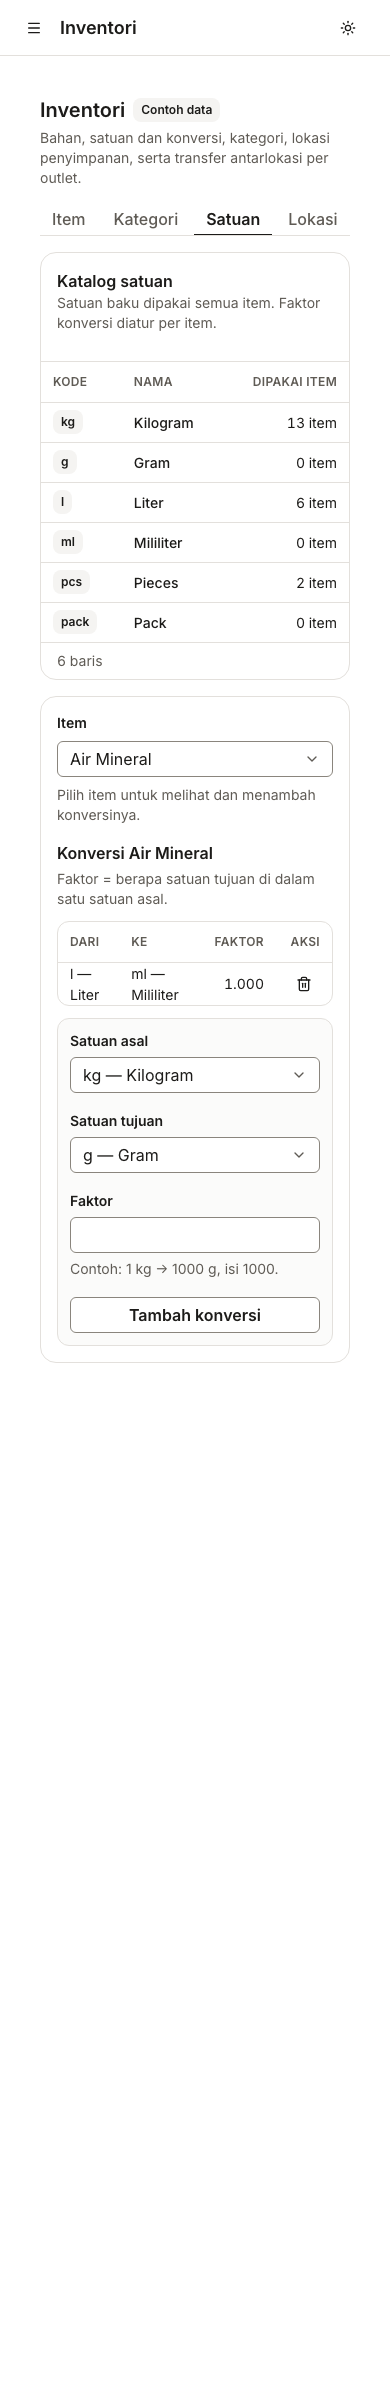 Inventori
Inventori Contoh data
Bahan, satuan dan konversi, kategori, lokasi
penyimpanan, serta transfer antarlokasi per
outlet.
Item Kategori Satuan Lokasi
Katalog satuan
Satuan baku dipakai semua item. Faktor
konversi diatur per item.
KODE NAMA DIPAKAI ITEM
kg Kilogram 13 item
g Gram 0 item
l Liter 6 item
ml Mililiter 0 item
pcs Pieces 2 item
pack Pack 0 item
6 baris
Item
Air Mineral
Pilih item untuk melihat dan menambah
konversinya.
Konversi Air Mineral
Faktor = berapa satuan tujuan di dalam
satu satuan asal.
DARI KE FAKTOR AKSI
l — Liter ml — Mililiter 1.000
Satuan asal
kg — Kilogram
Satuan tujuan
g — Gram
Faktor
Contoh: 1 kg → 1000 g, isi 1000.
Tambah konversi